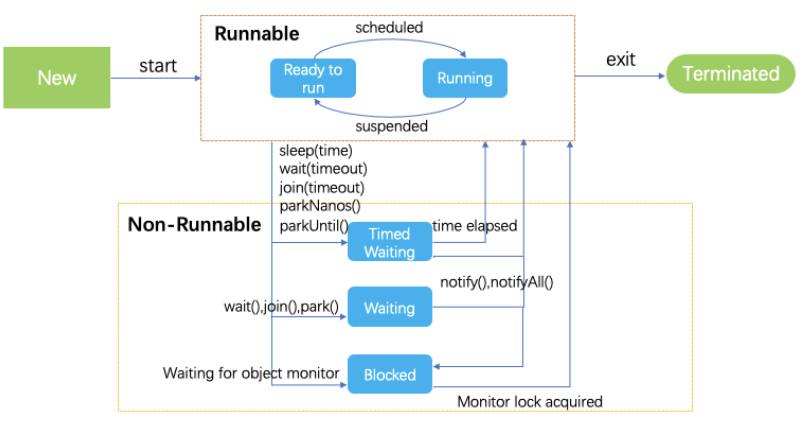 Runnable
scheduled
New
start
Ready to
run
Running
exit
Terminated
suspended
sleep(time)
wait(timeout)
join(timeout)
parkNanos()
parkUntil()
Non-Runnable
Timed
Waiting
time elapsed
notify(),notifyAll()
wait(),join(),park()
Waiting
Waiting for object monitor
Blocked
Monitor lock acquired